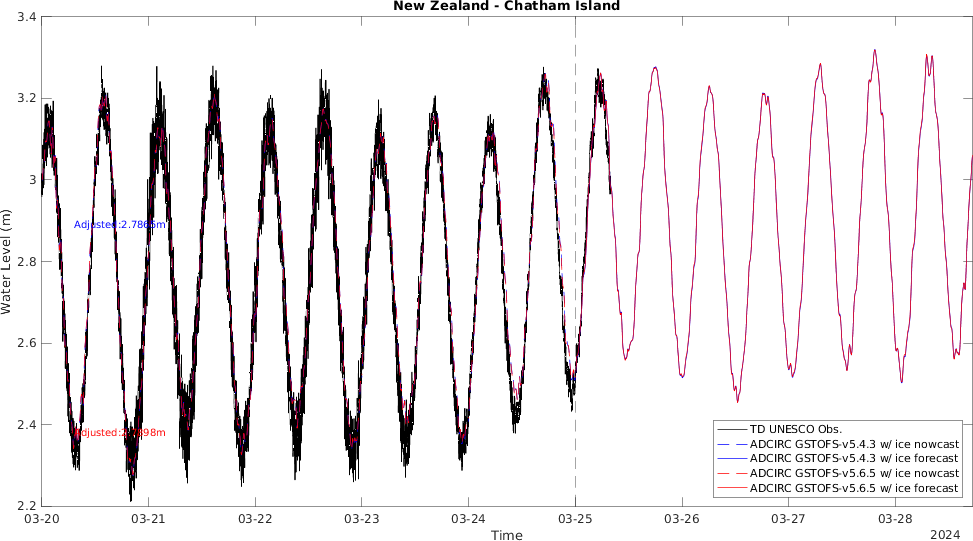 New Zealand - Chatham Island
3.4
3.2
3
2.8
2.6
2.4
2.2
Water Level (m)
03-20
03-21
03-22
03-23
03-24
03-25
03-26
03-27
03-28
Time
2024
TD UNESCO Obs.
ADCIRC GSTOFS-v5.4.3 w/ ice nowcast
ADCIRC GSTOFS-v5.4.3 w/ ice forecast
ADCIRC GSTOFS-v5.6.5 w/ ice nowcast
ADCIRC GSTOFS-v5.6.5 w/ ice forecast